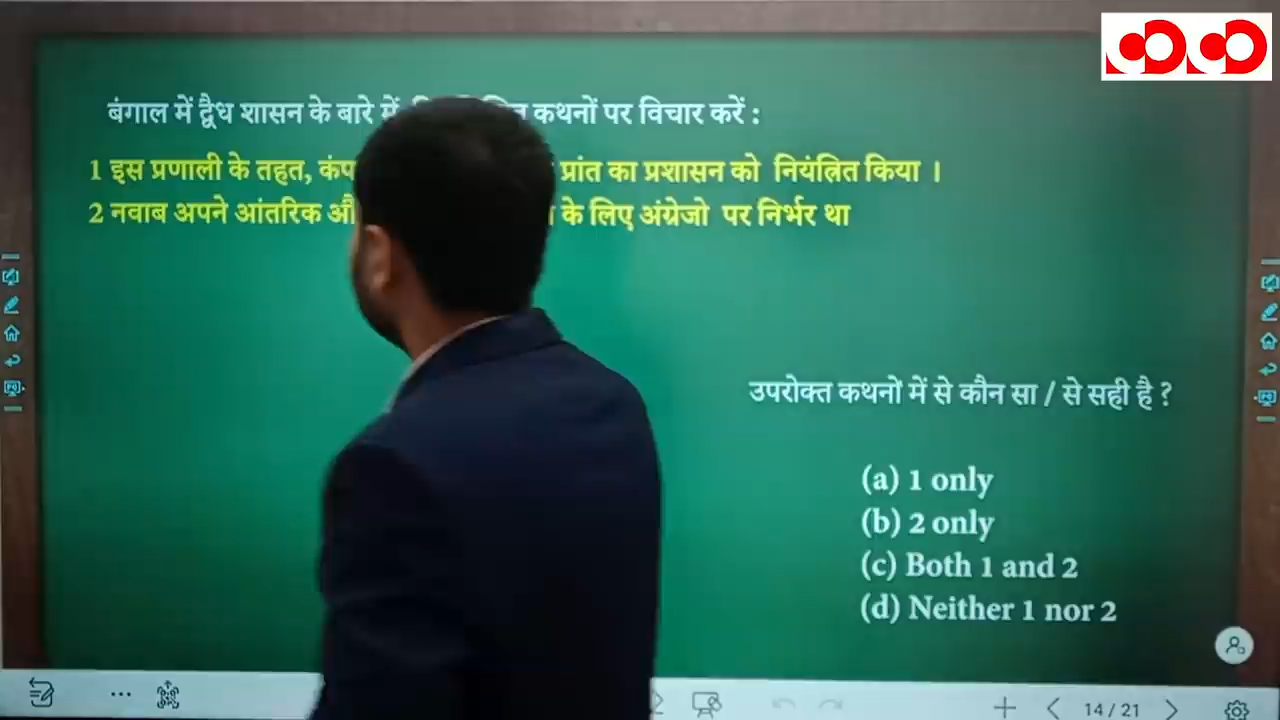 बंगाल में द्वैध शासन के बारे में कथनों पर विचार करें :
1 इस प्रणाली के तहत, प्रांत का प्रशासन को नियंत्रित किया ।
2 नवाब अपने आंतरिक के लिए अंग्रेजो पर निर्भर था
उपरोक्त कथनों में से कौन सा / से सही है ?
(a) 1 only
(b) 2 only
(c) Both 1 and 2
(d) Neither 1 nor 2
14 / 21